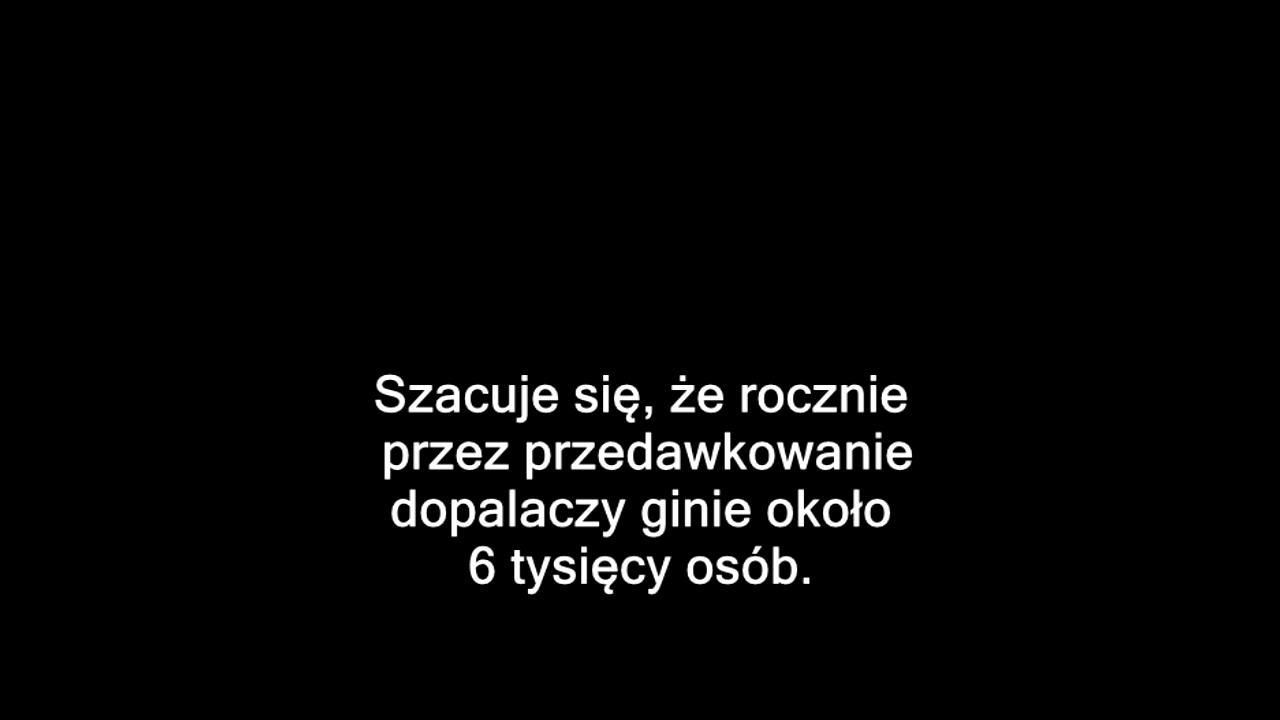 Szacuje się, że rocznie
przez przedawkowanie
dopalaczy ginie około
6 tysięcy osób.